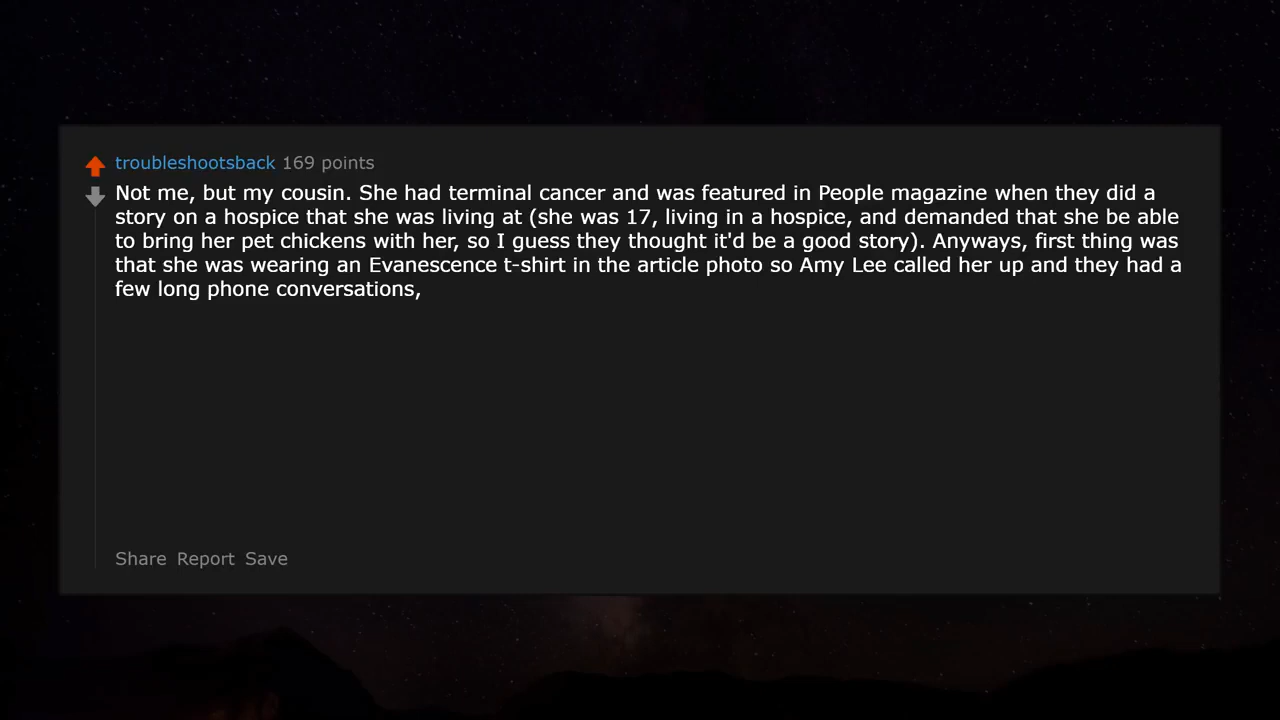 troubleshootsback 169 points
Not me, but my cousin. She had terminal cancer and was featured in People magazine when they did a
story on a hospice that she was living at (she was 17, living in a hospice, and demanded that she be able
to bring her pet chickens with her, so I guess they thought it'd be a good story). Anyways, first thing was
that she was wearing an Evanescence t-shirt in the article photo so Amy Lee called her up and they had a
few long phone conversations,
Share Report Save